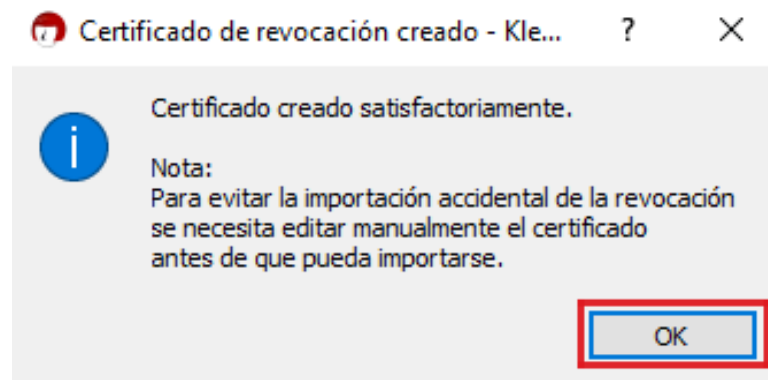 Certificado de revocación creado - Kle...
Certificado creado satisfactoriamente.
Nota:
Para evitar la importación accidental de la revocación
se necesita editar manualmente el certificado
antes de que pueda importarse.
OK